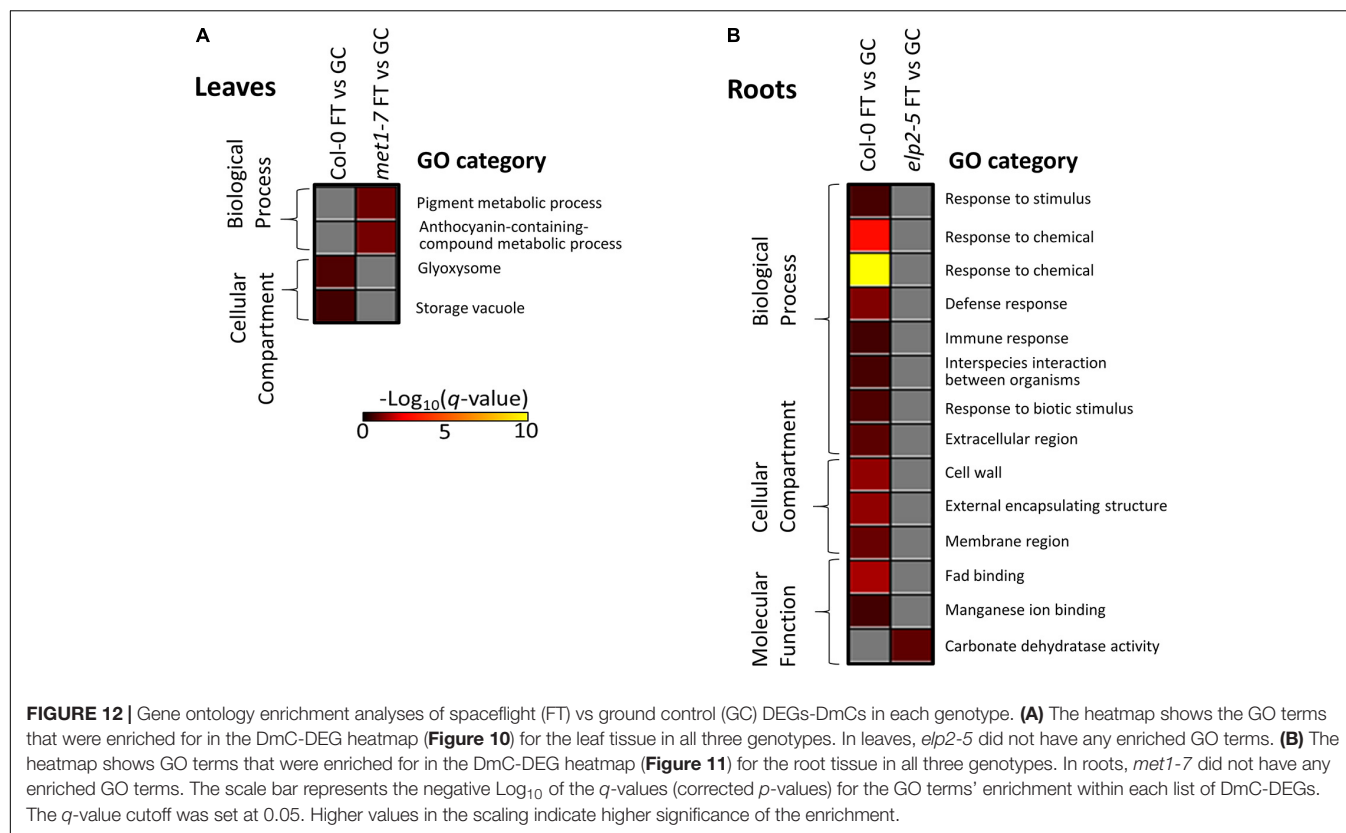 A
Leaves
Col-0 FT vs GC
met1-7 FT vs GC
GO category
Biological
Process
Pigment metabolic process
Anthocyanin-containing-
compound metabolic process
Cellular
Compartment
Glyoxysome
Storage vacuole
-Log10(q-value)
0 5 10
B
Roots
Col-0 FT vs GC
elp2-5 FT vs GC
GO category
Biological
Process
Response to stimulus
Response to chemical
Response to chemical
Defense response
Immune response
Interspecies interaction
between organisms
Response to biotic stimulus
Extracellular region
Cellular
Compartment
Cell wall
External encapsulating structure
Membrane region
Molecular
Function
Fad binding
Manganese ion binding
Carbonate dehydratase activity
FIGURE 12 | Gene ontology enrichment analyses of spaceflight (FT) vs ground control (GC) DEGs-DmCs in each genotype. (A) The heatmap shows the GO terms
that were enriched for in the DmC-DEG heatmap (Figure 10) for the leaf tissue in all three genotypes. In leaves, elp2-5 did not have any enriched GO terms. (B) The
heatmap shows GO terms that were enriched for in the DmC-DEG heatmap (Figure 11) for the root tissue in all three genotypes. In roots, met1-7 did not have any
enriched GO terms. The scale bar represents the negative Log10 of the q-values (corrected p-values) for the GO terms' enrichment within each list of DmC-DEGs.
The q-value cutoff was set at 0.05. Higher values in the scaling indicate higher significance of the enrichment.